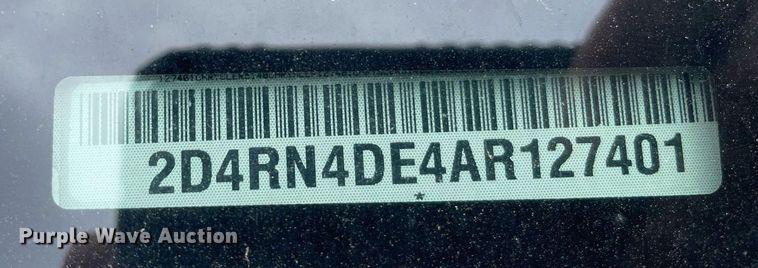 2D4RN4DE4AR127401
*
Purple Wave Auction